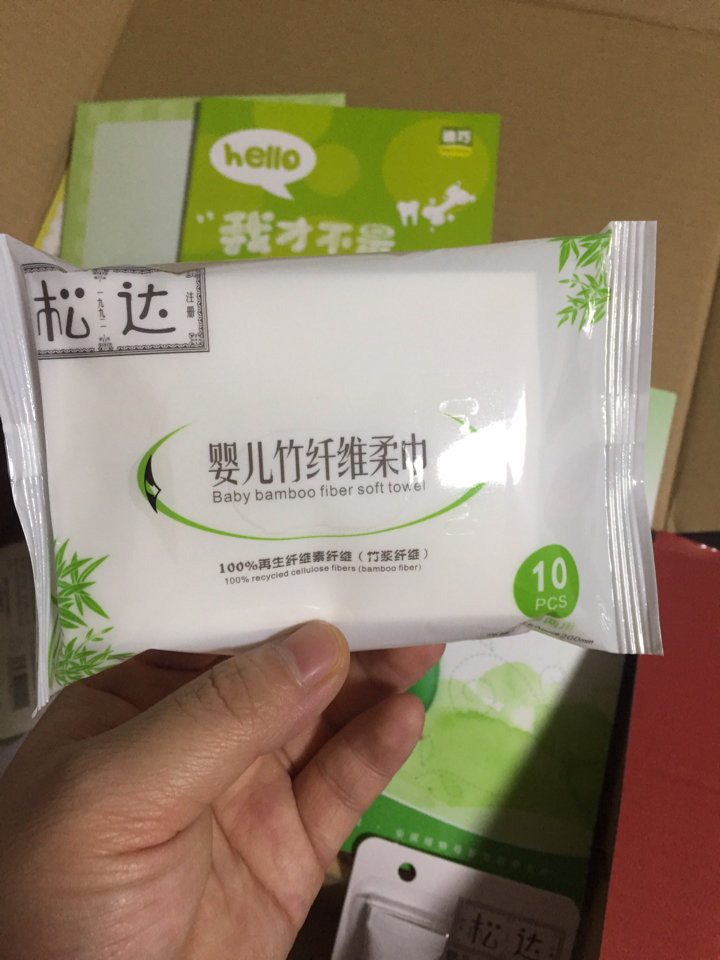 hello
"我才不是
松达
一九九二
注册
婴儿竹纤维柔巾
Baby bamboo fiber soft towel
100%再生纤维素纤维（竹浆纤维）
100% recycled cellulose fibers (bamboo fiber)
10
PCS
松达